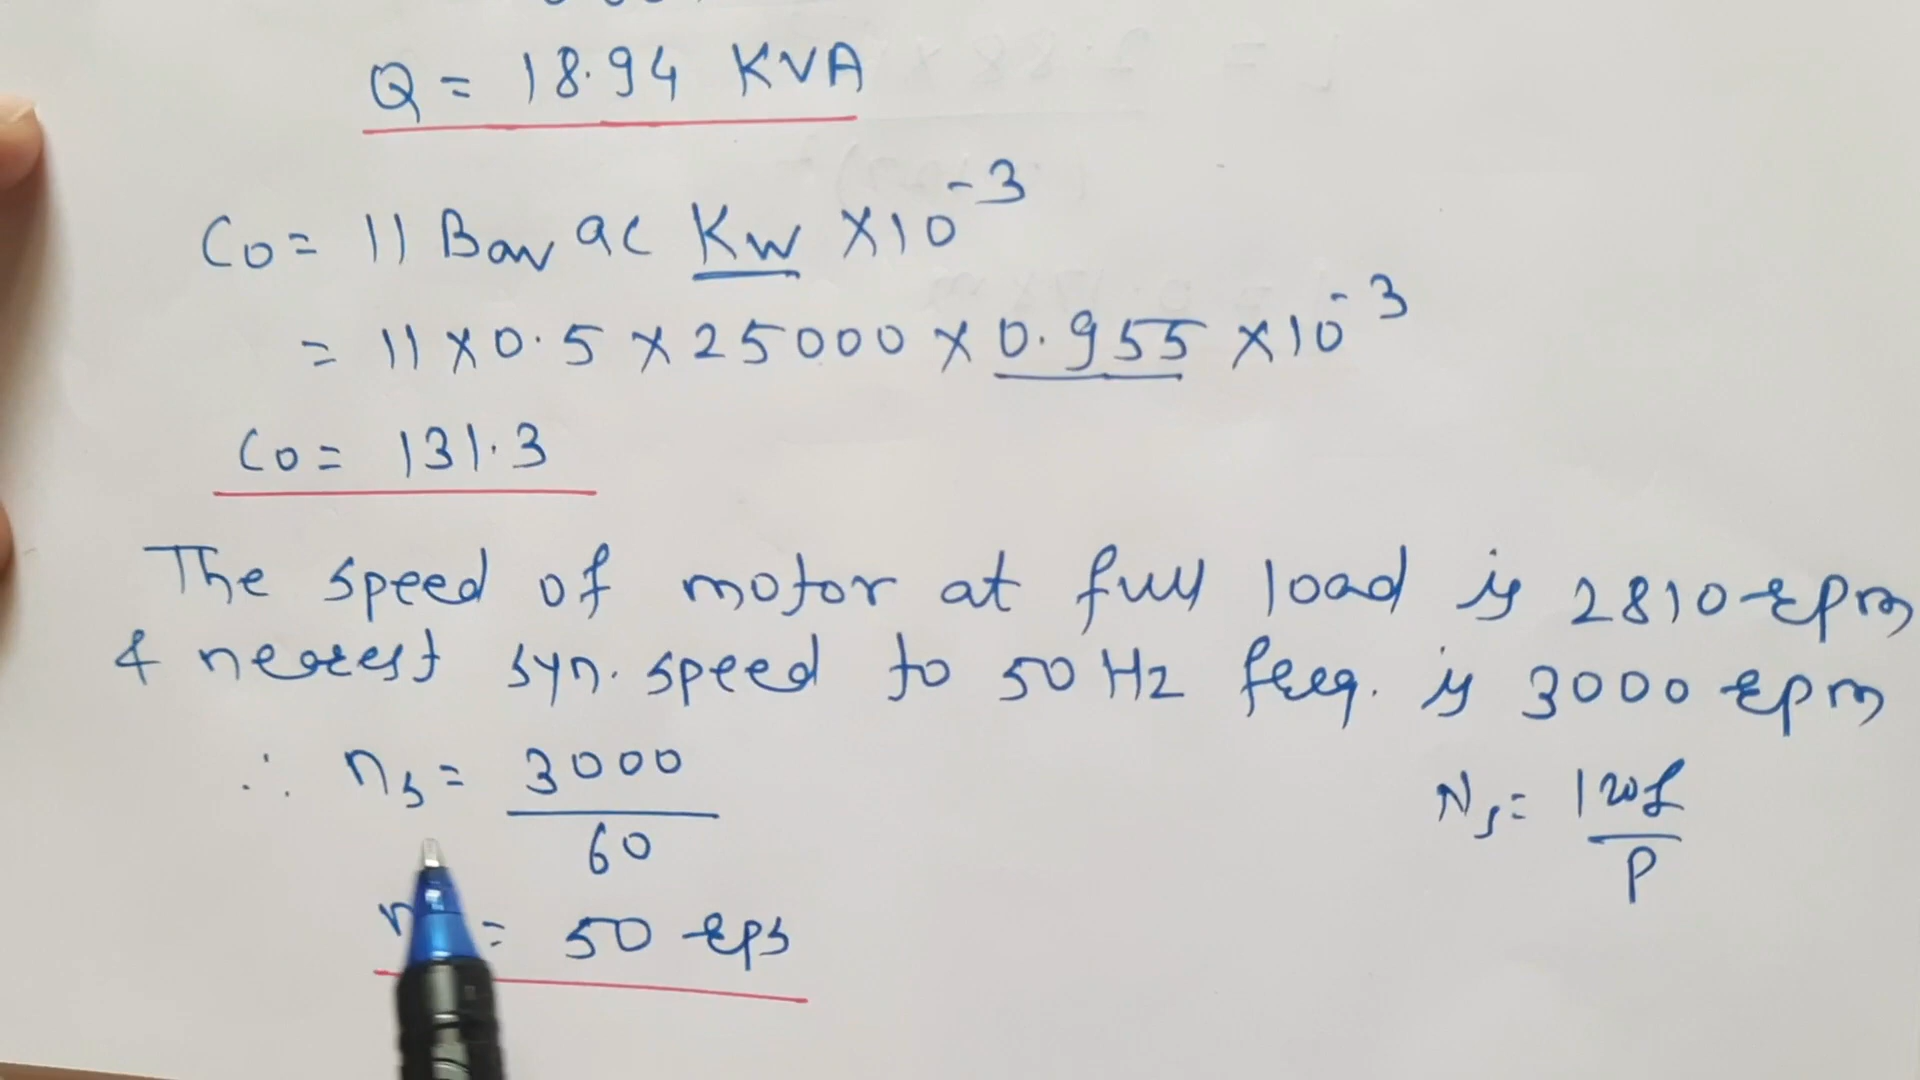 Q = 18.94 KVA
Co = 11 Bav ac Kw × 10^-3
= 11 × 0.5 × 25000 × 0.955 × 10^-3
Co = 131.3
The speed of motor at full load is 2810 rpm
& nearest syn. speed to 50 Hz freq. is 3000 rpm
∴ ns = 3000 / 60
Ns = 120f / P
n = 50 rps